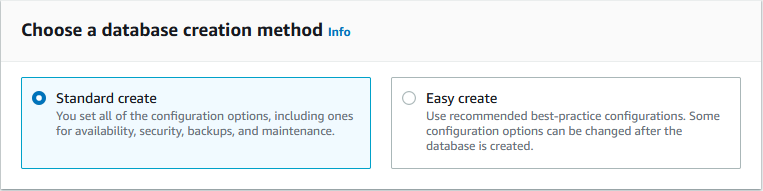 Choose a database creation method Info
Standard create
You set all of the configuration options, including ones
for availability, security, backups, and maintenance.
Easy create
Use recommended best-practice configurations. Some
configuration options can be changed after the
database is created.